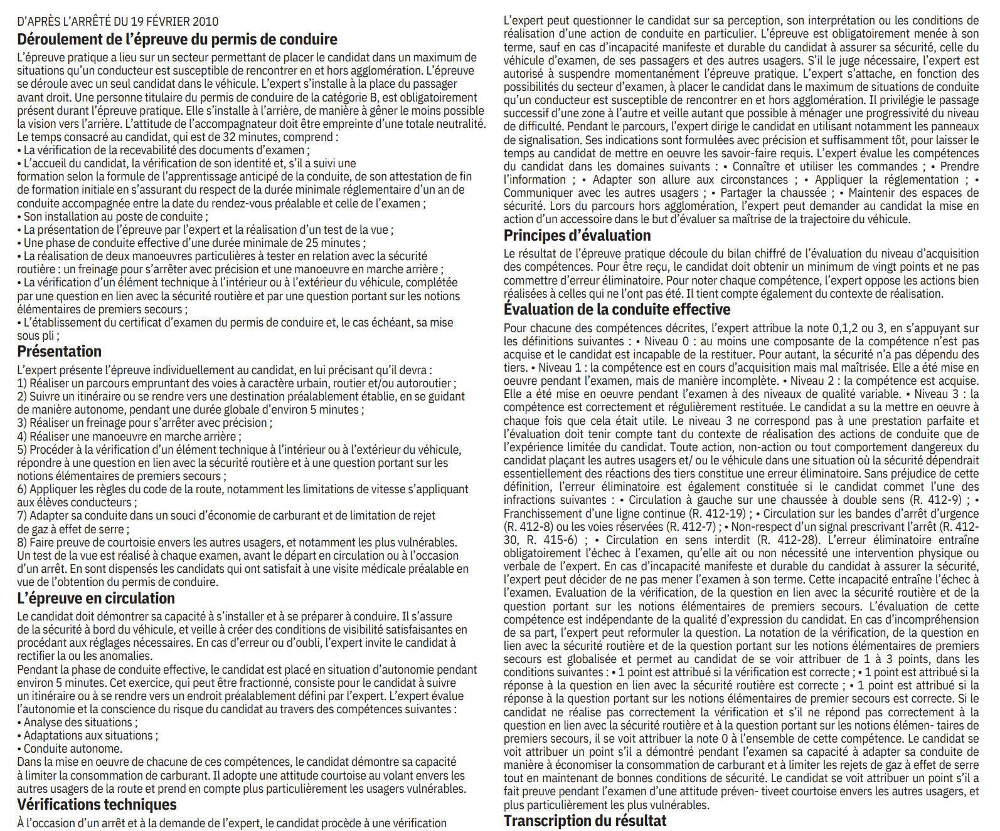 D’APRÈS L’ARRÊTÉ DU 19 FÉVRIER 2010
Déroulement de l’épreuve du permis de conduire
L’épreuve pratique a lieu sur un secteur permettant de placer le candidat dans un maximum de
situations qu’un conducteur est susceptible de rencontrer en et hors agglomération. L’épreuve
se déroule avec un seul candidat dans le véhicule. L’expert s’installe à la place du passager
avant droit. Une personne titulaire du permis de conduire de la catégorie B, est obligatoirement
présent durant l’épreuve pratique. Elle s’installe à l’arrière, de manière à gêner le moins possible
la vision vers l’arrière. L’attitude de l’accompagnateur doit être empreinte d’une totale neutralité.
Le temps consacré au candidat, qui est de 32 minutes, comprend :
• La vérification de la recevabilité des documents d’examen ;
• L’accueil du candidat, la vérification de son identité et, s’il a suivi une
formation selon la formule de l’apprentissage anticipé de la conduite, de son attestation de fin
de formation initiale en s’assurant du respect de la durée minimale réglementaire d’un an de
conduite accompagnée entre la date du rendez-vous préalable et celle de l’examen ;
• Son installation au poste de conduite ;
• La présentation de l’épreuve par l’expert et la réalisation d’un test de la vue ;
• Une phase de conduite effective d’une durée minimale de 25 minutes ;
• La réalisation de deux manoeuvres particulières à tester en relation avec la sécurité
routière : un freinage pour s’arrêter avec précision et une manoeuvre en marche arrière ;
• La vérification d’un élément technique à l’intérieur ou à l’extérieur du véhicule, complétée
par une question en lien avec la sécurité routière et par une question portant sur les notions
élémentaires de premiers secours ;
• L’établissement du certificat d’examen du permis de conduire et, le cas échéant, sa mise
sous pli ;
Présentation
L’expert présente l’épreuve individuellement au candidat, en lui précisant qu’il devra :
1) Réaliser un parcours empruntant des voies à caractère urbain, routier et/ou autoroutier ;
2) Suivre un itinéraire ou se rendre vers une destination préalablement établie, en se guidant
de manière autonome, pendant une durée globale d’environ 5 minutes ;
3) Réaliser un freinage pour s’arrêter avec précision ;
4) Réaliser une manoeuvre en marche arrière ;
5) Procéder à la vérification d’un élément technique à l’intérieur ou à l’extérieur du véhicule,
répondre à une question en lien avec la sécurité routière et à une question portant sur les
notions élémentaires de premiers secours ;
6) Appliquer les règles du code de la route, notamment les limitations de vitesse s’appliquant
aux élèves conducteurs ;
7) Adapter sa conduite dans un souci d’économie de carburant et de limitation de rejet
de gaz à effet de serre ;
8) Faire preuve de courtoisie envers les autres usagers, et notamment les plus vulnérables.
Un test de la vue est réalisé à chaque examen, avant le départ en circulation ou à l’occasion
d’un arrêt. En sont dispensés les candidats qui ont satisfait à une visite médicale préalable en
vue de l’obtention du permis de conduire.
L’épreuve en circulation
Le candidat doit démontrer sa capacité à s’installer et à se préparer à conduire. Il s’assure
de la sécurité à bord du véhicule, et veille à créer des conditions de visibilité satisfaisantes en
procédant aux réglages nécessaires. En cas d’erreur ou d’oubli, l’expert invite le candidat à
rectifier la ou les anomalies.
Pendant la phase de conduite effective, le candidat est placé en situation d’autonomie pendant
environ 5 minutes. Cet exercice, qui peut être fractionné, consiste pour le candidat à suivre
un itinéraire ou à se rendre vers un endroit préalablement défini par l’expert. L’expert évalue
l’autonomie et la conscience du risque du candidat au travers des compétences suivantes :
• Analyse des situations ;
• Adaptations aux situations ;
• Conduite autonome.
Dans la mise en oeuvre de chacune de ces compétences, le candidat démontre sa capacité
à limiter la consommation de carburant. Il adopte une attitude courtoise au volant envers les
autres usagers de la route et prend en compte plus particulièrement les usagers vulnérables.
Vérifications techniques
À l’occasion d’un arrêt et à la demande de l’expert, le candidat procède à une vérification
L’expert peut questionner le candidat sur sa perception, son interprétation ou les conditions de
réalisation d’une action de conduite en particulier. L’épreuve est obligatoirement menée à son
terme, sauf en cas d’incapacité manifeste et durable du candidat à assurer sa sécurité, celle du
véhicule d’examen, de ses passagers et des autres usagers. S’il le juge nécessaire, l’expert est
autorisé à suspendre momentanément l’épreuve pratique. L’expert s’attache, en fonction des
possibilités du secteur d’examen, à placer le candidat dans le maximum de situations de conduite
qu’un conducteur est susceptible de rencontrer en et hors agglomération. Il privilégie le passage
successif d’une zone à l’autre et veille autant que possible à ménager une progressivité du niveau
de difficulté. Pendant le parcours, l’expert dirige le candidat en utilisant notamment les panneaux
de signalisation. Ses indications sont formulées avec précision et suffisamment tôt, pour laisser le
temps au candidat de mettre en oeuvre les savoir-faire requis. L’expert évalue les compétences
du candidat dans les domaines suivants : • Connaître et utiliser les commandes ; • Prendre
l’information ; • Adapter son allure aux circonstances ; • Appliquer la réglementation ; •
Communiquer avec les autres usagers ; • Partager la chaussée ; • Maintenir des espaces de
sécurité. Lors du parcours hors agglomération, l’expert peut demander au candidat la mise en
action d’un accessoire dans le but d’évaluer sa maîtrise de la trajectoire du véhicule.
Principes d’évaluation
Le résultat de l’épreuve pratique découle du bilan chiffré de l’évaluation du niveau d’acquisition
des compétences. Pour être reçu, le candidat doit obtenir un minimum de vingt points et ne pas
commettre d’erreur éliminatoire. Pour noter chaque compétence, l’expert oppose les actions bien
réalisées à celles qui ne l’ont pas été. Il tient compte également du contexte de réalisation.
Évaluation de la conduite effective
Pour chacune des compétences décrites, l’expert attribue la note 0,1,2 ou 3, en s’appuyant sur
les définitions suivantes : • Niveau 0 : au moins une composante de la compétence n’est pas
acquise et le candidat est incapable de la restituer. Pour autant, la sécurité n’a pas dépendu des
tiers. • Niveau 1 : la compétence est en cours d’acquisition mais mal maîtrisée. Elle a été mise en
oeuvre pendant l’examen, mais de manière incomplète. • Niveau 2 : la compétence est acquise.
Elle a été mise en oeuvre pendant l’examen à des niveaux de qualité variable. • Niveau 3 : la
compétence est correctement et régulièrement restituée. Le candidat a su la mettre en oeuvre à
chaque fois que cela était utile. Le niveau 3 ne correspond pas à une prestation parfaite et
l’évaluation doit tenir compte tant du contexte de réalisation des actions de conduite que de
l’expérience limitée du candidat. Toute action, non-action ou tout comportement dangereux du
candidat plaçant les autres usagers et/ ou le véhicule dans une situation où la sécurité dépendrait
essentiellement des réactions des tiers constitue une erreur éliminatoire. Sans préjudice de cette
définition, l’erreur éliminatoire est également constituée si le candidat commet l’une des
infractions suivantes : • Circulation à gauche sur une chaussée à double sens (R. 412-9) ; •
Franchissement d’une ligne continue (R. 412-19) ; • Circulation sur les bandes d’arrêt d’urgence
(R. 412-8) ou les voies réservées (R. 412-7) ; • Non-respect d’un signal prescrivant l’arrêt (R. 412-
30, R. 415-6) ; • Circulation en sens interdit (R. 412-28). L’erreur éliminatoire entraîne
obligatoirement l’échec à l’examen, qu’elle ait ou non nécessité une intervention physique ou
verbale de l’expert. En cas d’incapacité manifeste et durable du candidat à assurer la sécurité,
l’expert peut décider de ne pas mener l’examen à son terme. Cette incapacité entraîne l’échec à
l’examen. Evaluation de la vérification, de la question en lien avec la sécurité routière et de la
question portant sur les notions élémentaires de premiers secours. L’évaluation de cette
compétence est indépendante de la qualité d’expression du candidat. En cas d’incompréhension
de sa part, l’expert peut reformuler la question. La notation de la vérification, de la question en
lien avec la sécurité routière et de la question portant sur les notions élémentaires de premiers
secours est globalisée et permet au candidat de se voir attribuer de 1 à 3 points, dans les
conditions suivantes : • 1 point est attribué si la vérification est correcte ; • 1 point est attribué si la
réponse à la question en lien avec la sécurité routière est correcte ; • 1 point est attribué si la
réponse à la question portant sur les notions élémentaires de premier secours est correcte. Si le
candidat ne réalise pas correctement la vérification et s’il ne répond pas correctement à la
question en lien avec la sécurité routière et à la question portant sur les notions élémen- taires de
premiers secours, il se voit attribuer la note 0 à l’ensemble de cette compétence. Le candidat se
voit attribuer un point s’il a démontré pendant l’examen sa capacité à adapter sa conduite de
manière à économiser la consommation de carburant et à limiter les rejets de gaz à effet de serre
tout en maintenant de bonnes conditions de sécurité. Le candidat se voit attribuer un point s’il a
fait preuve pendant l’examen d’une attitude préven- tiveet courtoise envers les autres usagers, et
plus particulièrement les plus vulnérables.
Transcription du résultat